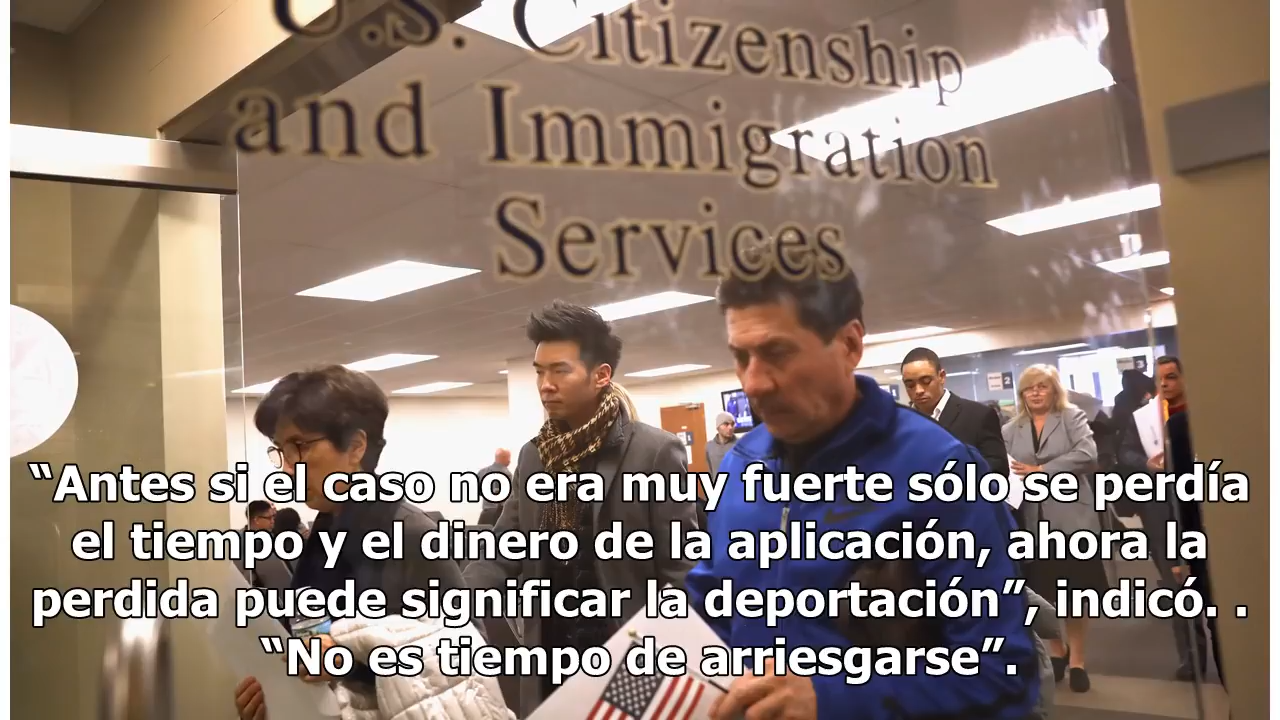 U.S. Citizenship
and Immigration
Services
“Antes si el caso no era muy fuerte sólo se perdía
el tiempo y el dinero de la aplicación, ahora la
perdida puede significar la deportación”, indicó. .
“No es tiempo de arriesgarse”.